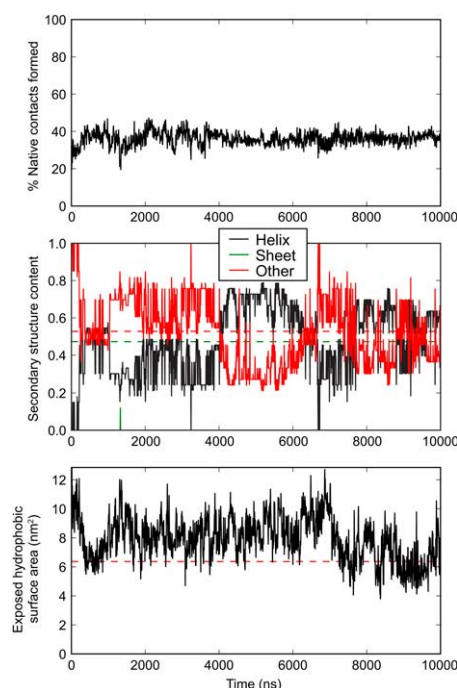 100
80
60
40
20
0
% Native contacts formed
0 2000 4000 6000 8000 10000
Helix
Sheet
Other
1.0
0.8
0.6
0.4
0.2
0.0
Secondary structure content
0 2000 4000 6000 8000 10000
12
10
8
6
4
2
0
Exposed hydrophobic
surface area (nm²)
0 2000 4000 6000 8000 10000
Time (ns)